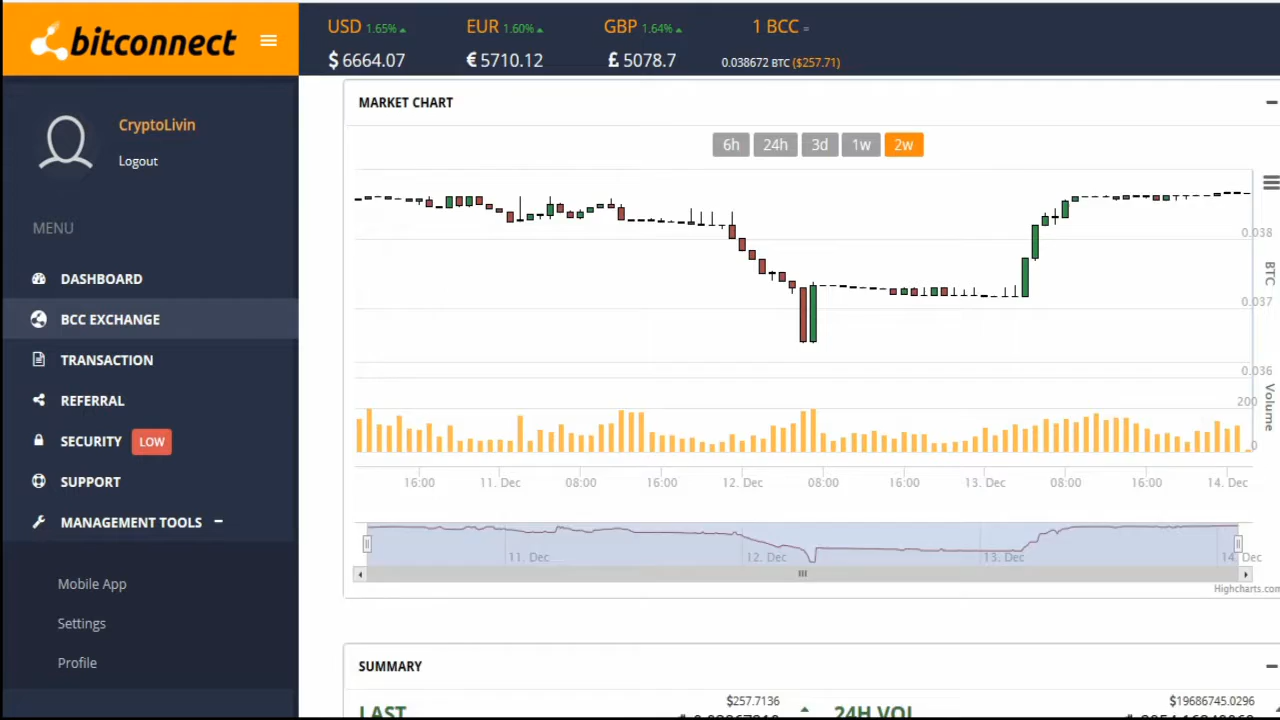 bitconnect
USD 1.65%
EUR 1.60%
GBP 1.64%
1 BCC =
$ 6664.07
€ 5710.12
£ 5078.7
0.038672 BTC ($257.71)
CryptoLivin
Logout
MENU
DASHBOARD
BCC EXCHANGE
TRANSACTION
REFERRAL
SECURITY LOW
SUPPORT
MANAGEMENT TOOLS
Mobile App
Settings
Profile
MARKET CHART
6h 24h 3d 1w 2w
0.038
BTC
0.037
0.036
200
Volume
0
16:00 11. Dec 08:00 16:00 12. Dec 08:00 16:00 13. Dec 08:00 16:00 14. Dec
11. Dec 12. Dec 13. Dec 14. Dec
Highcharts.com
SUMMARY
$257.7136
$19686745.0296
LAST
24H VOL